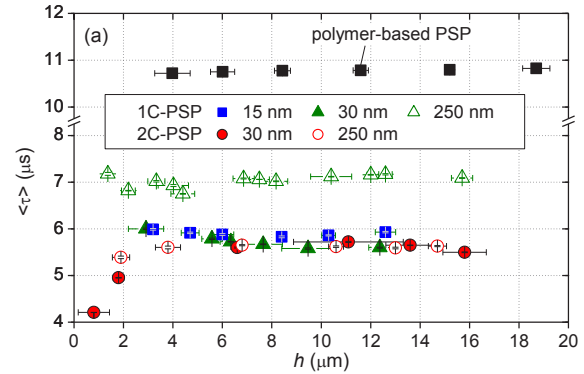 (a)
polymer-based PSP
11
10
1C-PSP 15 nm 30 nm 250 nm
2C-PSP 30 nm 250 nm
8
7
6
5
4
<τ> (μs)
0 2 4 6 8 10 12 14 16 18 20
h (μm)